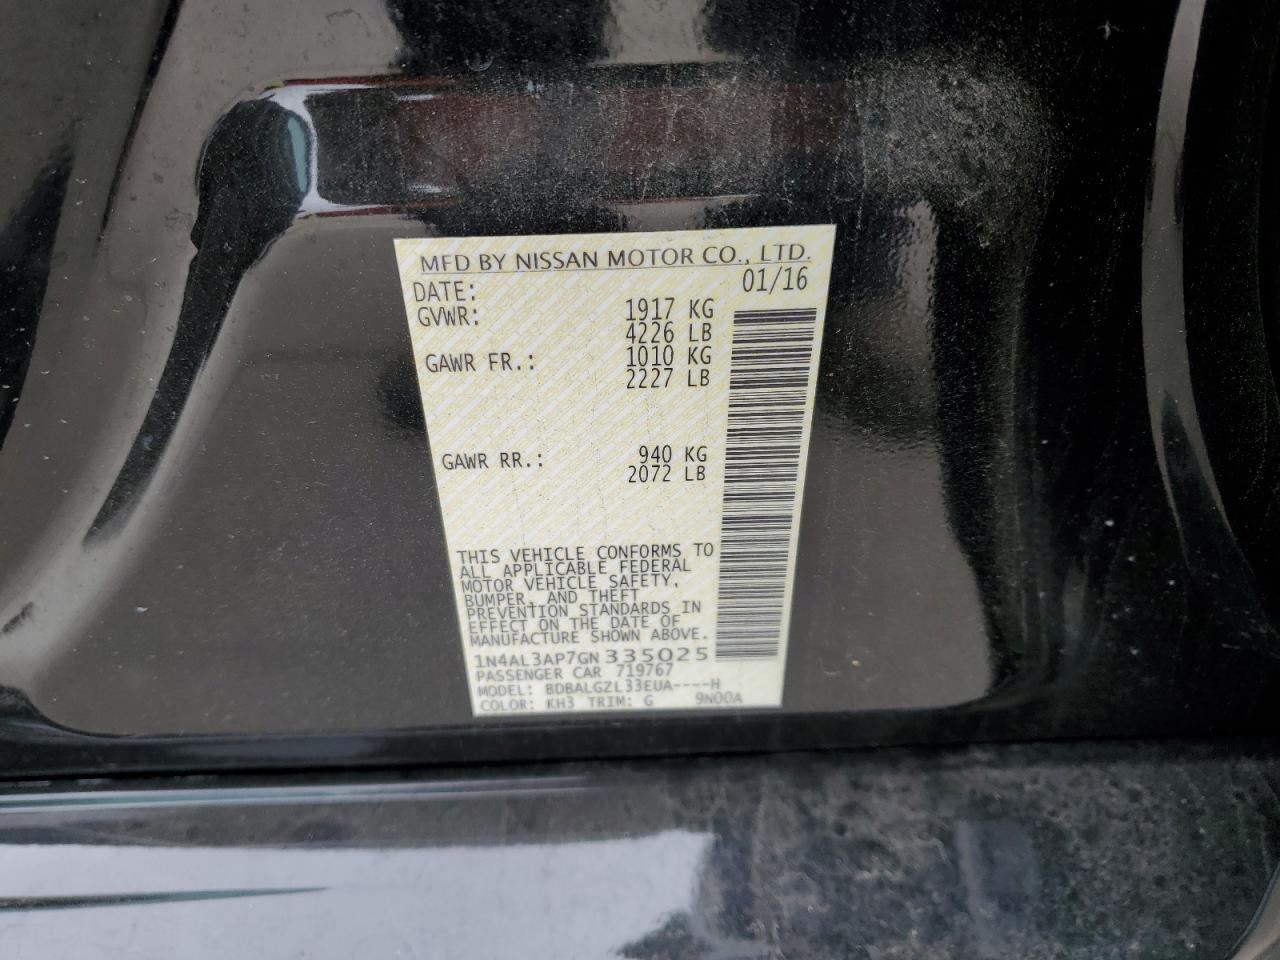 MFD BY NISSAN MOTOR CO., LTD.
DATE: 01/16
GVWR: 1917 KG
4226 LB
GAWR FR.: 1010 KG
2227 LB
GAWR RR.: 940 KG
2072 LB
THIS VEHICLE CONFORMS TO
ALL APPLICABLE FEDERAL
MOTOR VEHICLE SAFETY,
BUMPER, AND THEFT
PREVENTION STANDARDS IN
EFFECT ON THE DATE OF
MANUFACTURE SHOWN ABOVE.
1N4AL3AP7GN335025
PASSENGER CAR 719767
MODEL: BDBALGZL33EUA----H
COLOR: KH3 TRIM: G 9N00A